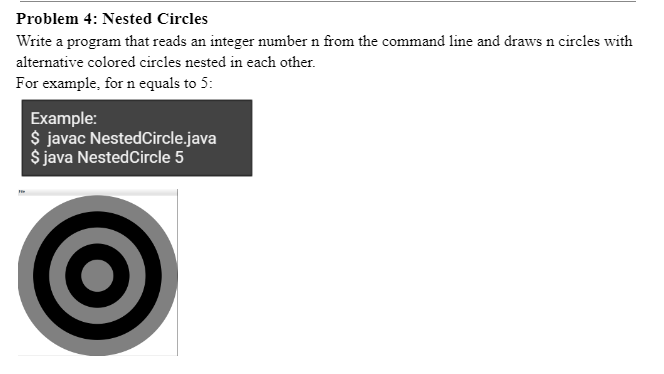 Problem 4: Nested Circles
Write a program that reads an integer number n from the command line and draws n circles with
alternative colored circles nested in each other.
For example, for n equals to 5:
Example:
$ javac NestedCircle.java
$ java NestedCircle 5
File